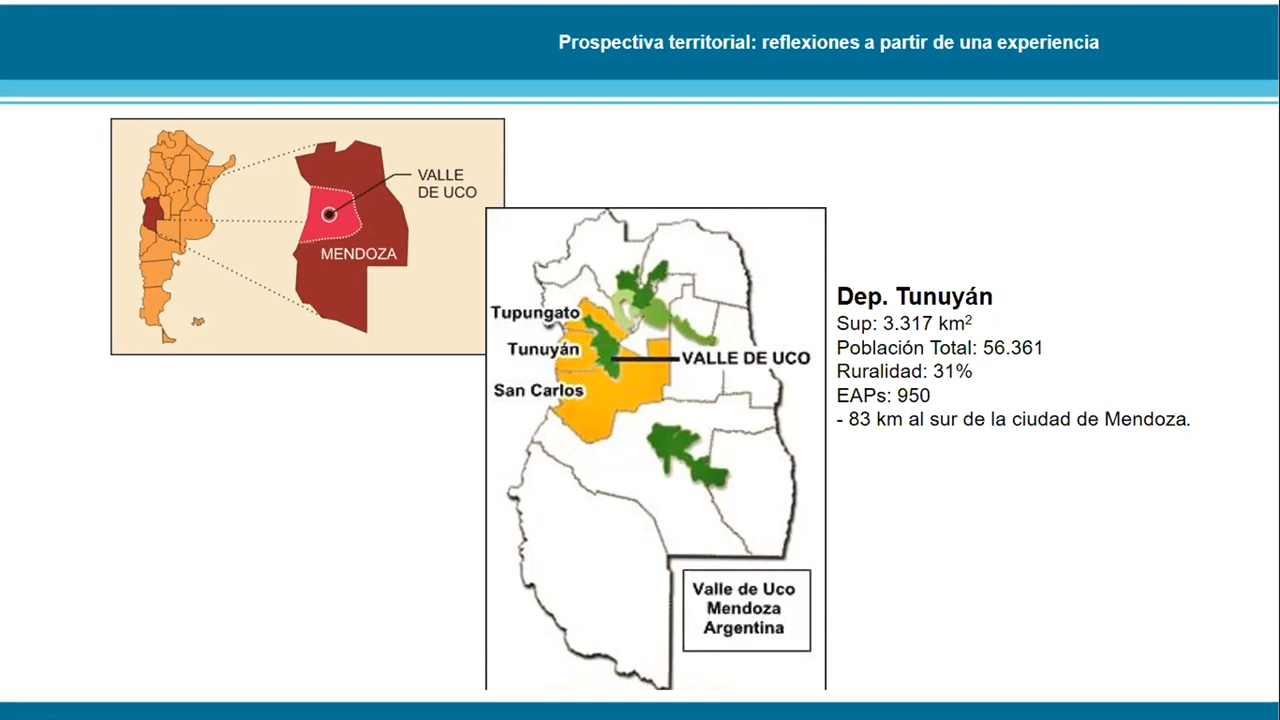 Prospectiva territorial: reflexiones a partir de una experiencia
VALLE
DE UCO
MENDOZA
Tupungato
Tunuyán
San Carlos
VALLE DE UCO
Valle de Uco
Mendoza
Argentina
Dep. Tunuyán
Sup: 3.317 km²
Población Total: 56.361
Ruralidad: 31%
EAPs: 950
- 83 km al sur de la ciudad de Mendoza.